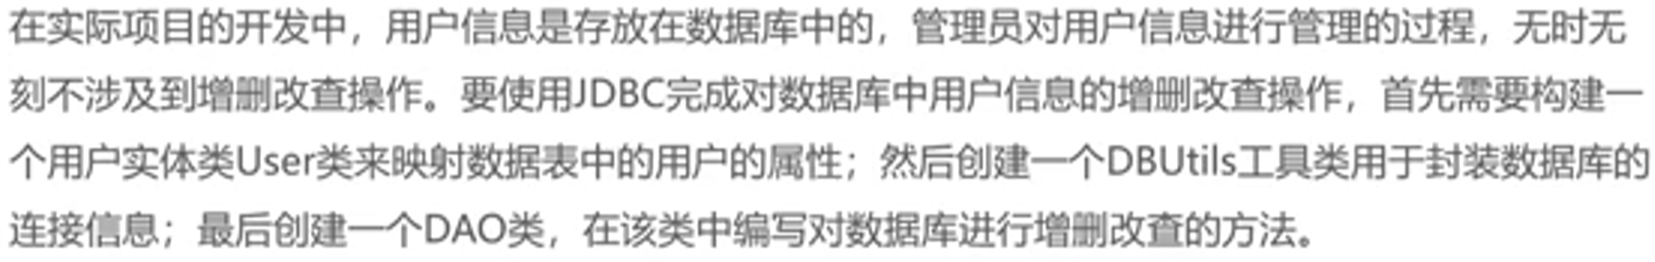 在实际项目的开发中，用户信息是存放在数据库中的，管理员对用户信息进行管理的过程，无时无
刻不涉及到增删改查操作。要使用JDBC完成对数据库中用户信息的增删改查操作，首先需要构建一
个用户实体类User类来映射数据表中的用户的属性；然后创建一个DBUtils工具类用于封装数据库的
连接信息；最后创建一个DAO类，在该类中编写对数据库进行增删改查的方法。